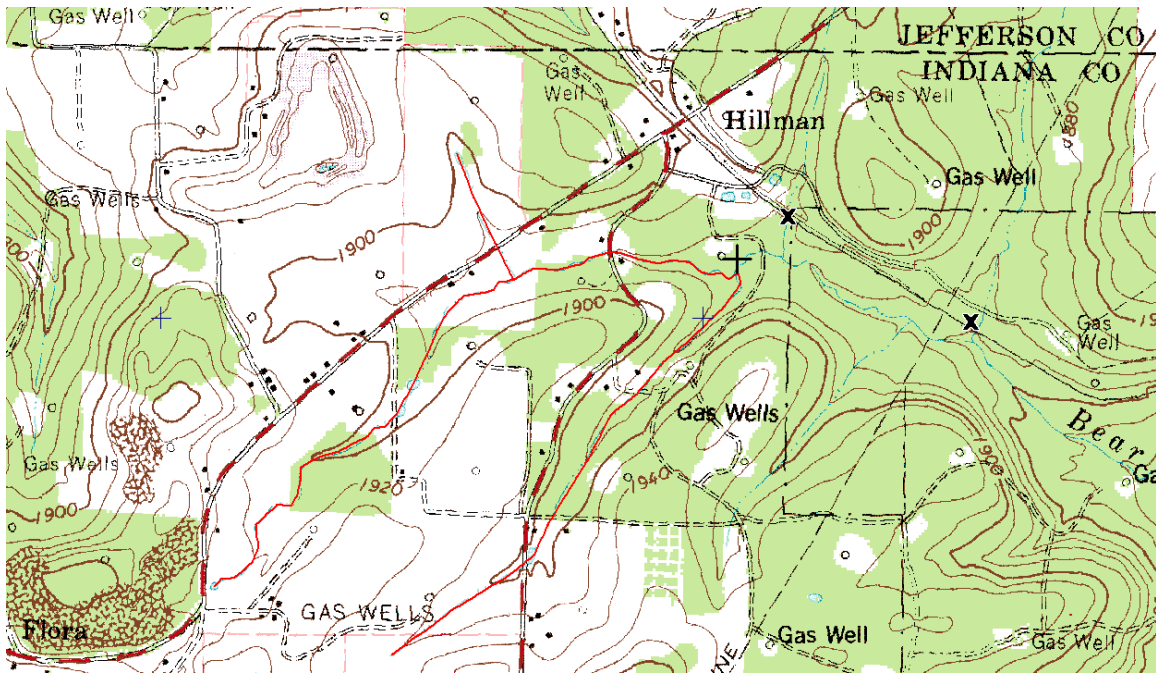 Gas Well
JEFFERSON CO
INDIANA CO
Gas
Well
Gas Well
1880
Hillman
Gas Well
Gas Wells
1900
1900
1900
X
X
Gas
Well
Gas Wells
Bear
1900
Gas Wells
1920
1940
1900
GAS WELLS
Flora
Gas Well
Gas Well